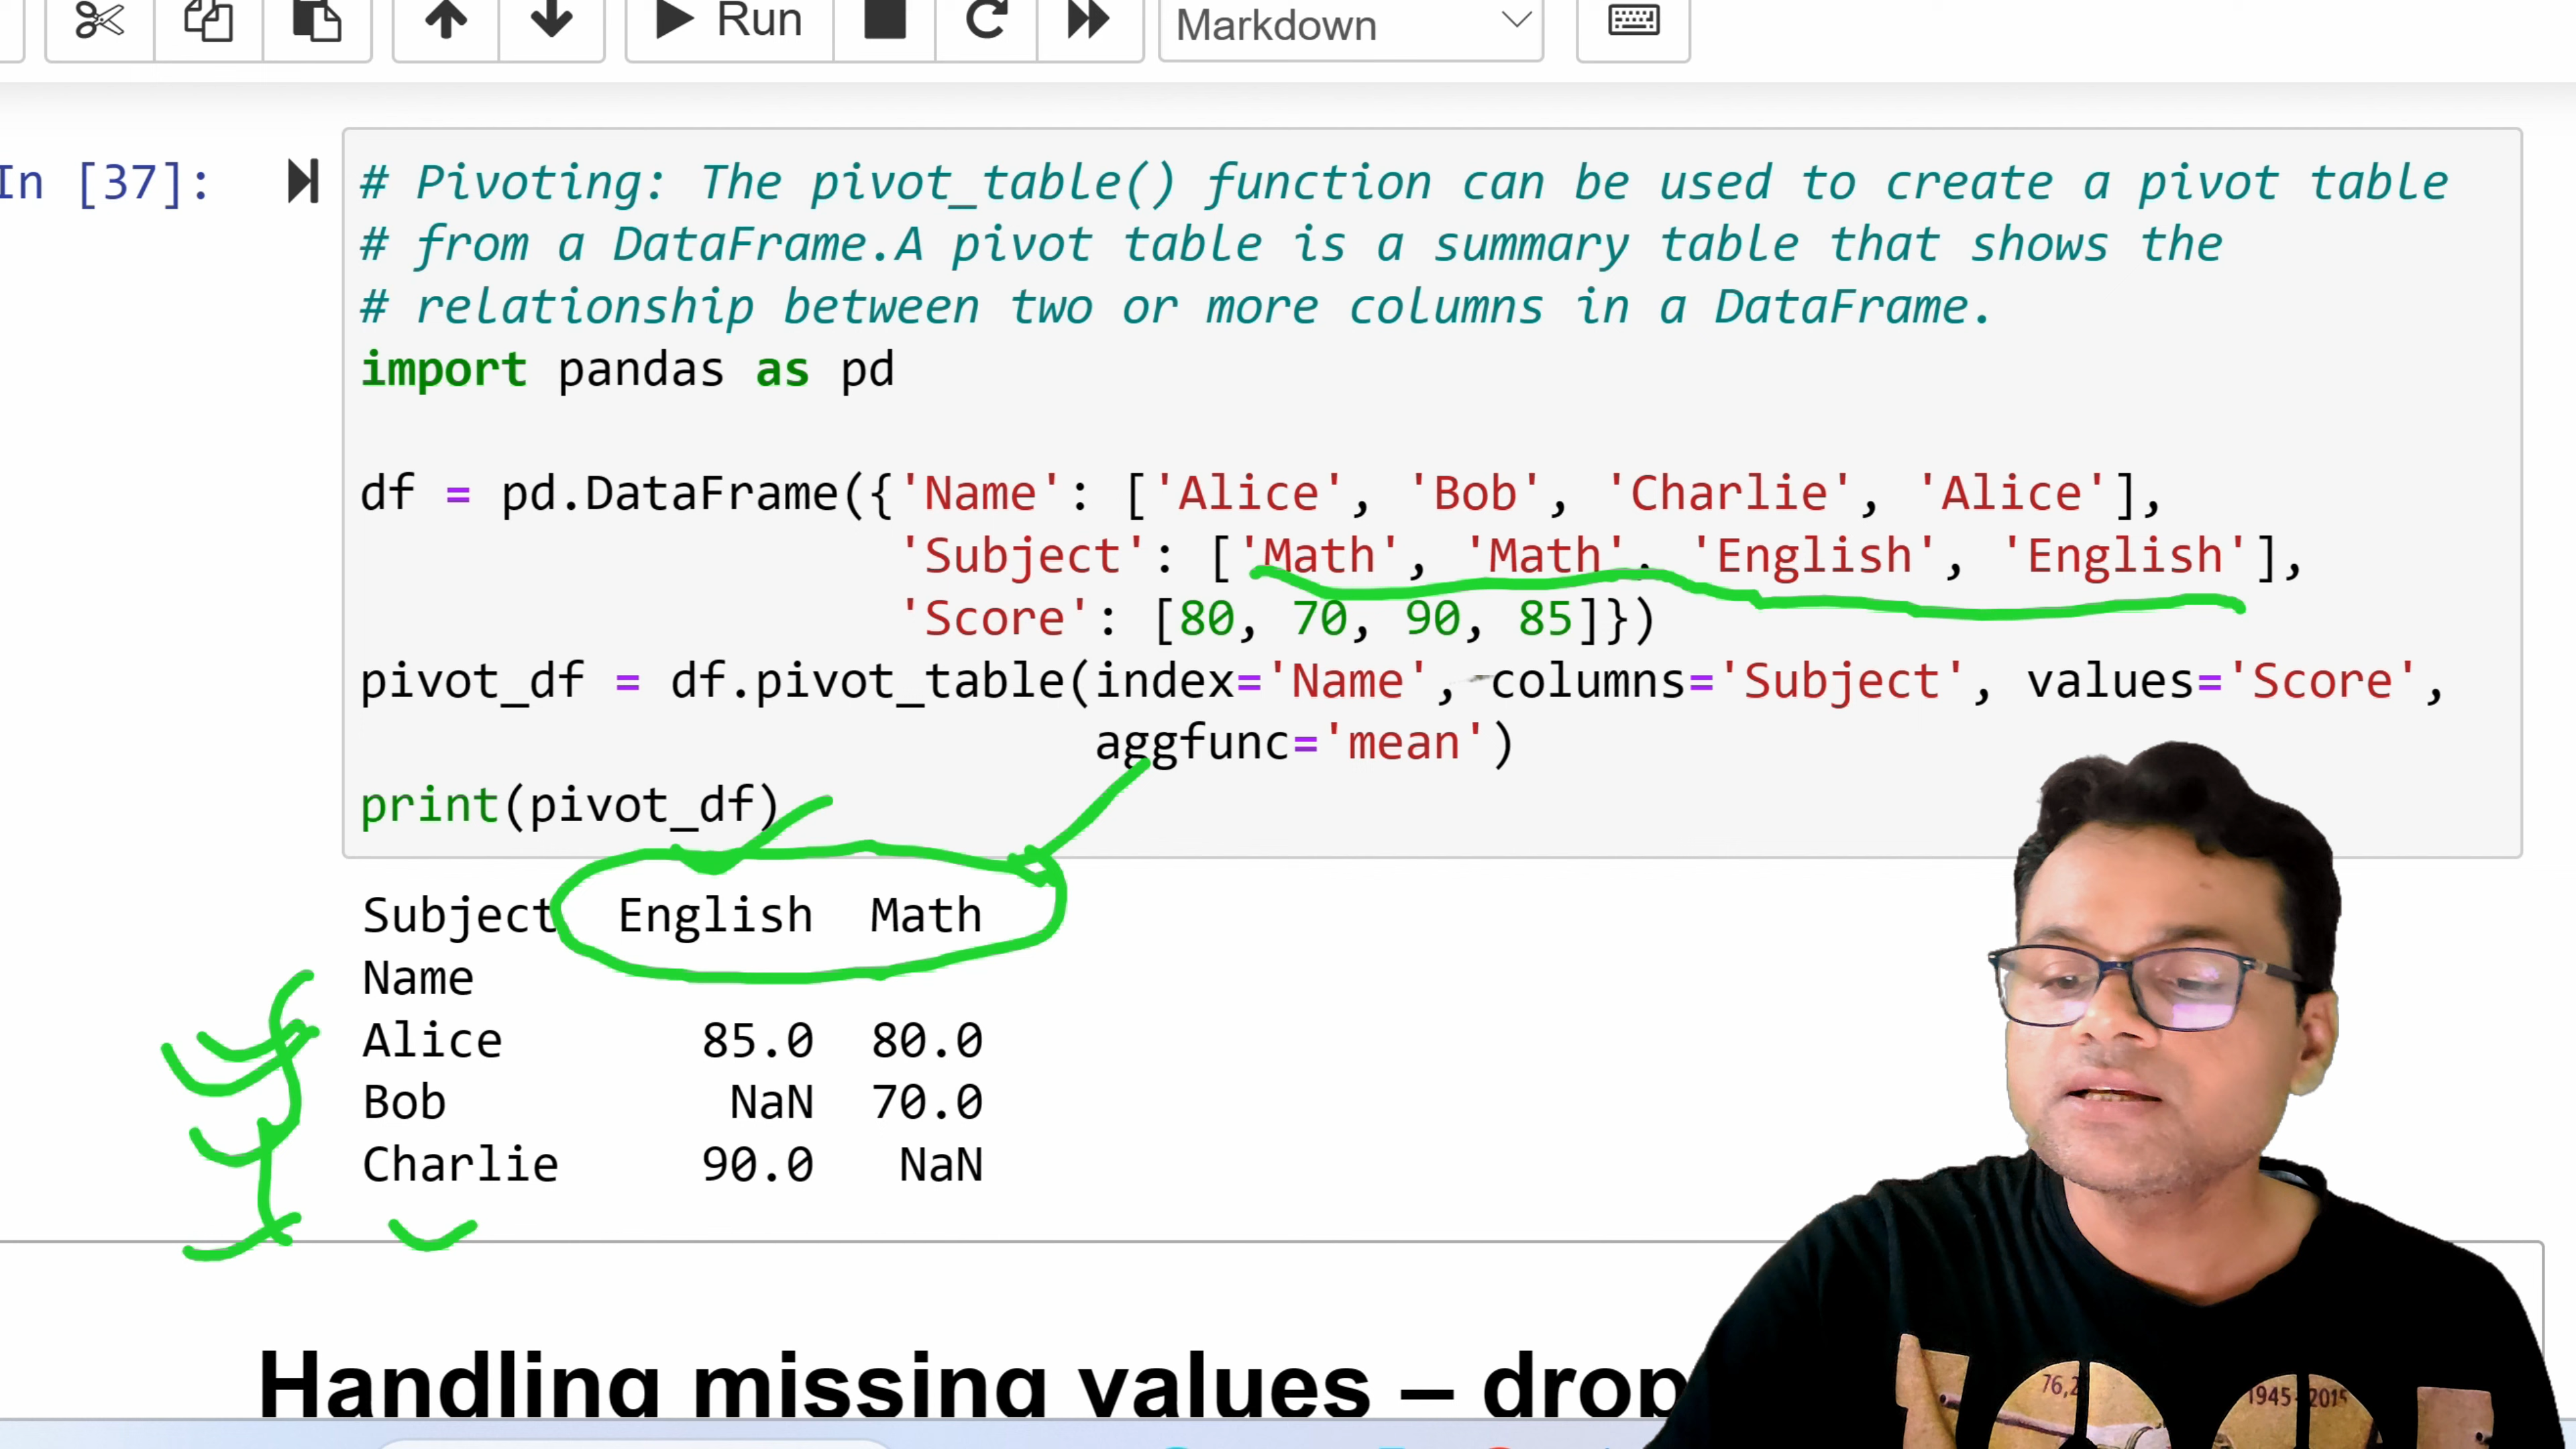 Run
Markdown
In [37]:
# Pivoting: The pivot_table() function can be used to create a pivot table
# from a DataFrame.A pivot table is a summary table that shows the
# relationship between two or more columns in a DataFrame.
import pandas as pd
df = pd.DataFrame({'Name': ['Alice', 'Bob', 'Charlie', 'Alice'],
'Subject': ['Math', 'Math', 'English', 'English'],
'Score': [80, 70, 90, 85]})
pivot_df = df.pivot_table(index='Name', columns='Subject', values='Score',
aggfunc='mean')
print(pivot_df)
Subject English Math
Name
Alice 85.0 80.0
Bob NaN 70.0
Charlie 90.0 NaN
Handling missing values – drop
1945 2015